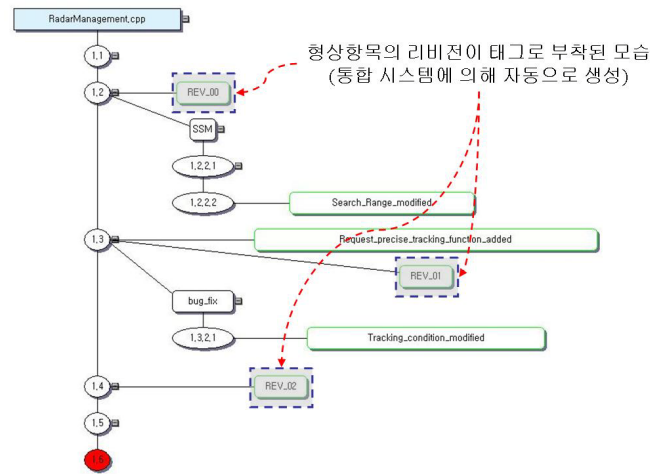 RadarManagement.cpp
형상항목의 리비전이 태그로 부착된 모습
(통합 시스템에 의해 자동으로 생성)
1.1
1.2
REV_00
SSM
1.2.2.1
1.2.2.2
Search_Range_modified
1.3
Request_precise_tracking_function_added
REV_01
bug_fix
1.3.2.1
Tracking_condition_modified
1.4
REV_02
1.5
1.6